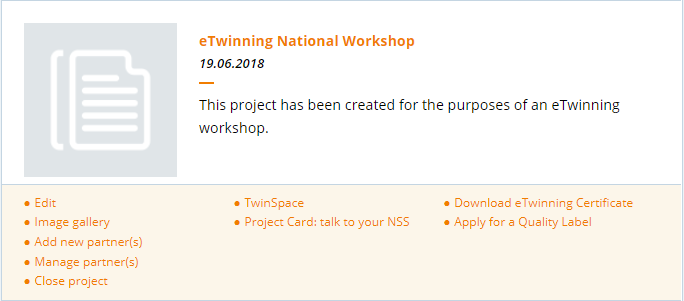 eTwinning National Workshop
19.06.2018
This project has been created for the purposes of an eTwinning
workshop.
● Edit
● Image gallery
● Add new partner(s)
● Manage partner(s)
● Close project
● TwinSpace
● Project Card: talk to your NSS
● Download eTwinning Certificate
● Apply for a Quality Label